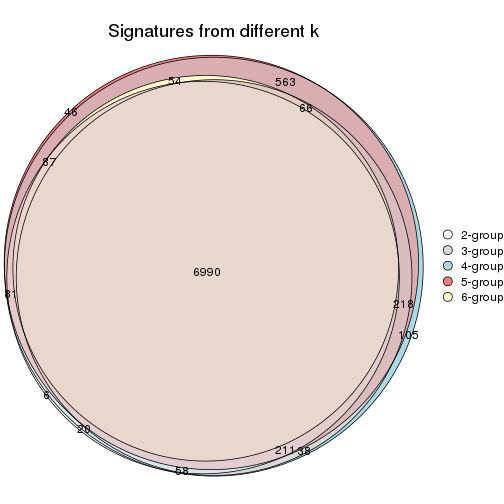 Signatures from different k
54
563
46
66
87
6990
2-group
3-group
4-group
5-group
6-group
81
218
105
6
20
21138
58